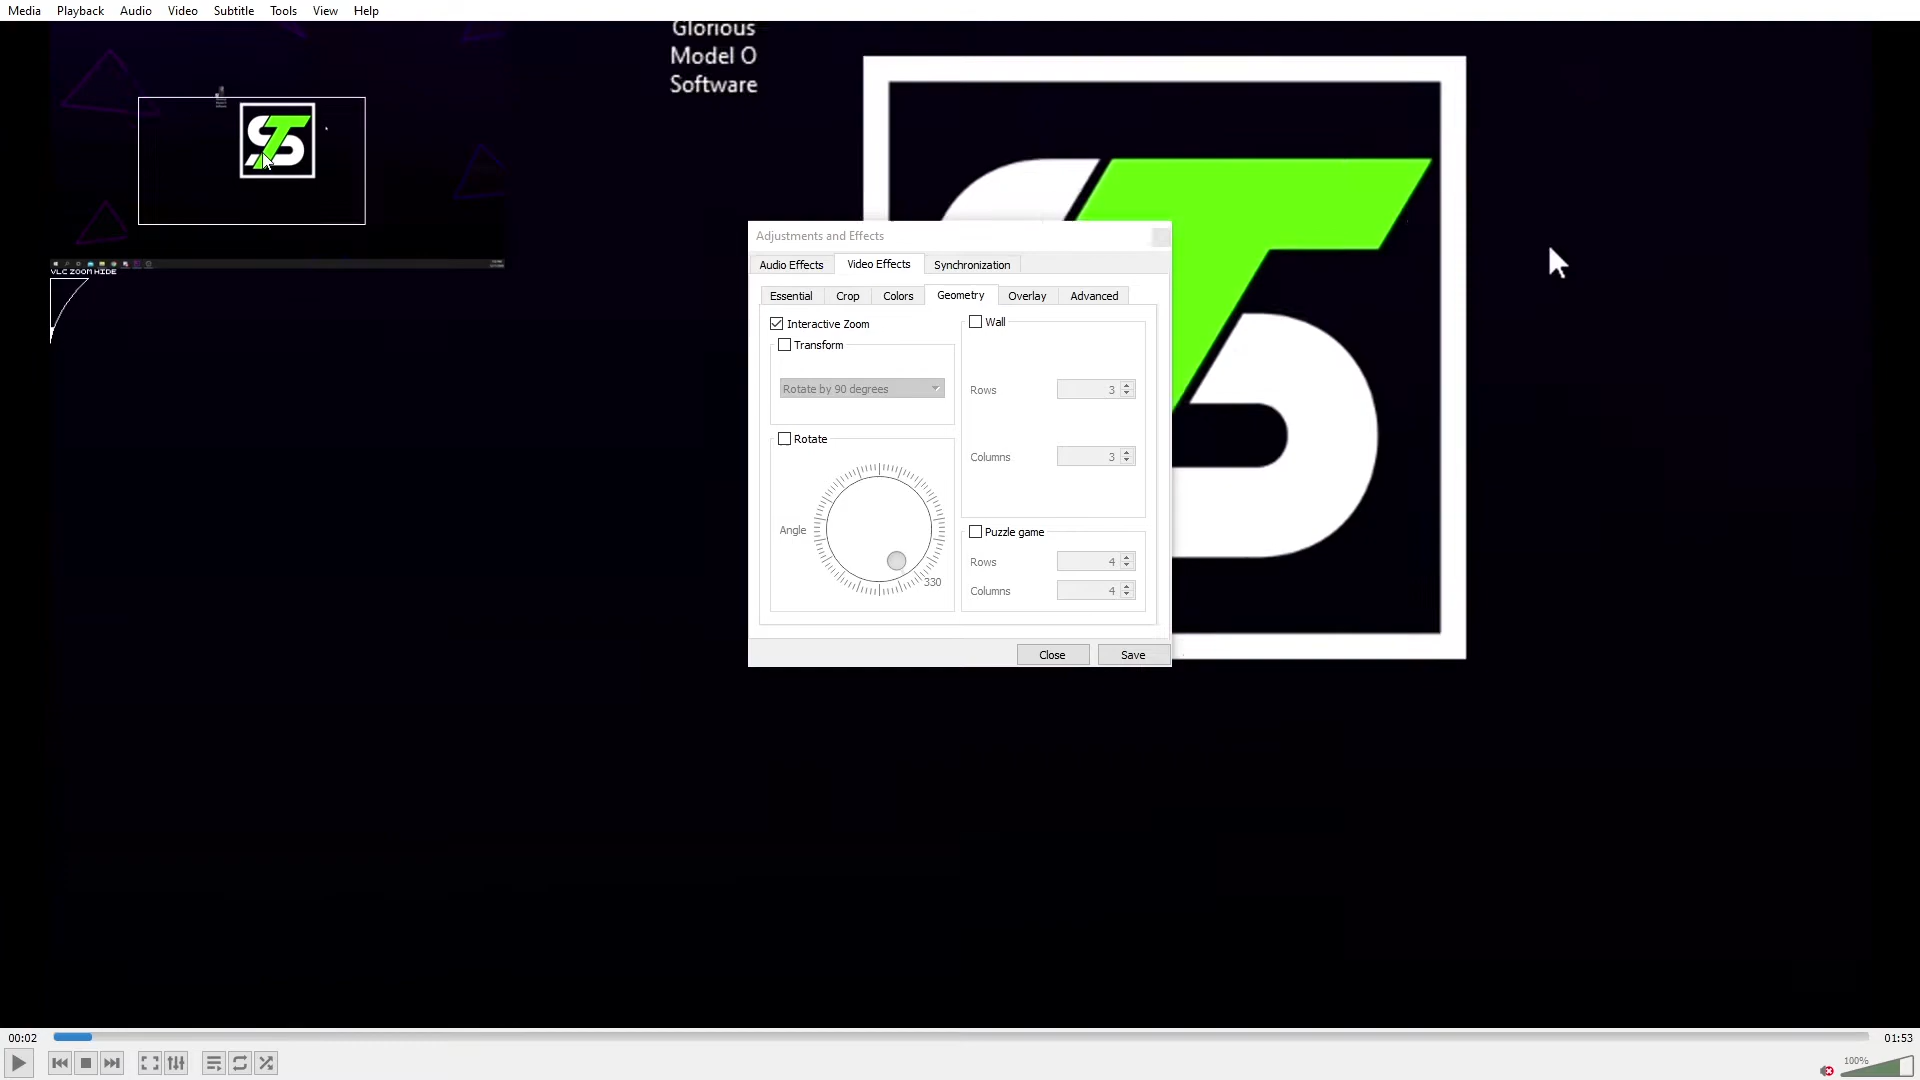 Media Playback Audio Video Subtitle Tools View Help
Glorious
Model O
Software
VLC ZOOM HIDE
Adjustments and Effects
Audio Effects Video Effects Synchronization
Essential Crop Colors Geometry Overlay Advanced
Interactive Zoom
Wall
Transform
Rotate by 90 degrees
Rows 3
Rotate
Columns 3
Angle
330
Puzzle game
Rows 4
Columns 4
Close Save
00:02 01:53
100%